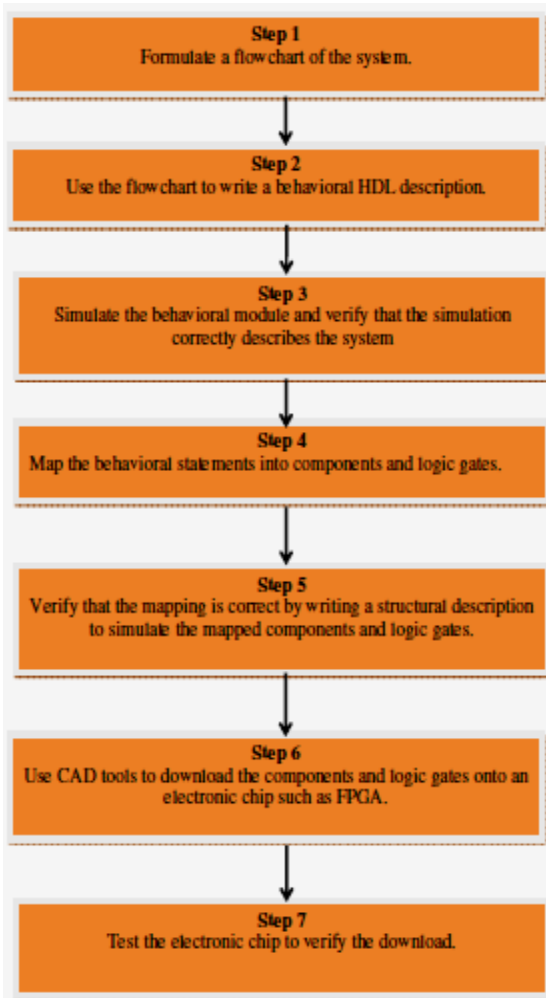 Step 1
Formulate a flowchart of the system.
Step 2
Use the flowchart to write a behavioral HDL description.
Step 3
Simulate the behavioral module and verify that the simulation
correctly describes the system
Step 4
Map the behavioral statements into components and logic gates.
Step 5
Verify that the mapping is correct by writing a structural description
to simulate the mapped components and logic gates.
Step 6
Use CAD tools to download the components and logic gates onto an
electronic chip such as FPGA.
Step 7
Test the electronic chip to verify the download.